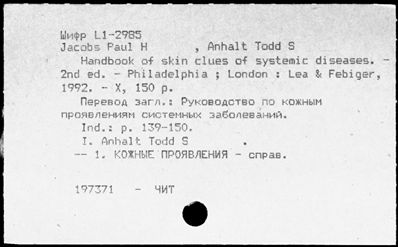 Шифр L1-2985
Jacobs Paul H , Anhalt Todd S
Handbook of skin clues of systemic diseases. -
2nd ed. - Philadelphia ; London : Lea & Febiger,
1992. - X, 150 p.
Перевод загл.: Руководство по кожным
проявлениям системных заболеваний.
Ind.: p. 139-150.
I. Anhalt Todd S .
-- 1. КОЖНЫЕ ПРОЯВЛЕНИЯ - справ.
197371 - ЧИТ